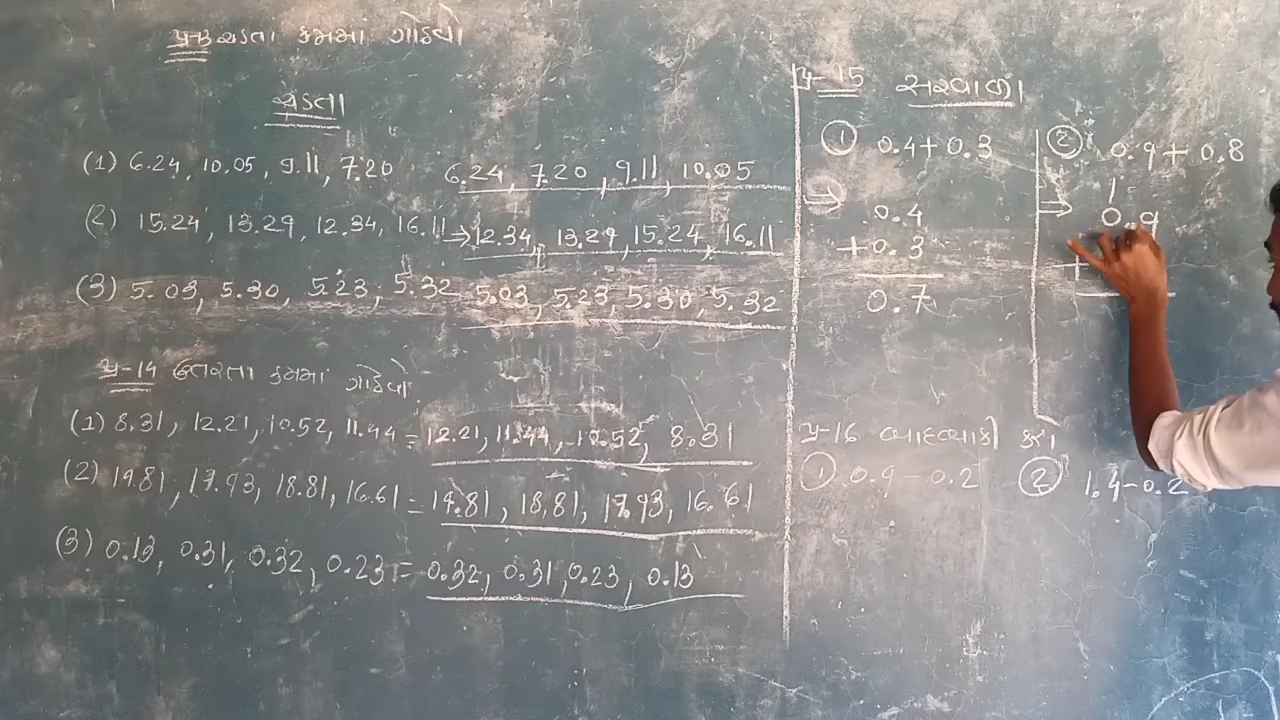 પ્ર-13 ચડતા ક્રમમા ગોઠવો
ચડતા
(1) 6.24, 10.05, 9.11, 7.20 6.24, 7.20, 9.11, 10.05
(2) 15.24, 13.29, 12.34, 16.11 → 12.34, 13.29, 15.24, 16.11
(3) 5.03, 5.30, 5.23, 5.32 - 5.03, 5.23, 5.30, 5.32
પ્ર-14 ઉતરતા ક્રમમાં ગોઠવો
(1) 8.31, 12.21, 10.52, 11.44 = 12.21, 11.44, 10.52, 8.31
(2) 19.81, 17.93, 18.81, 16.61 = 19.81, 18.81, 17.93, 16.61
(3) 0.13, 0.31, 0.32, 0.23 = 0.32, 0.31, 0.23, 0.13
પ્ર-15 સરવાળા
① 0.4 + 0.3
⇒ 0.4
+0.3
0.7
② 0.9 + 0.8
1
⇒ 0.9
+
પ્ર-16 બાદબાકી કરો
① 0.9 - 0.2 ② 1.4 - 0.2